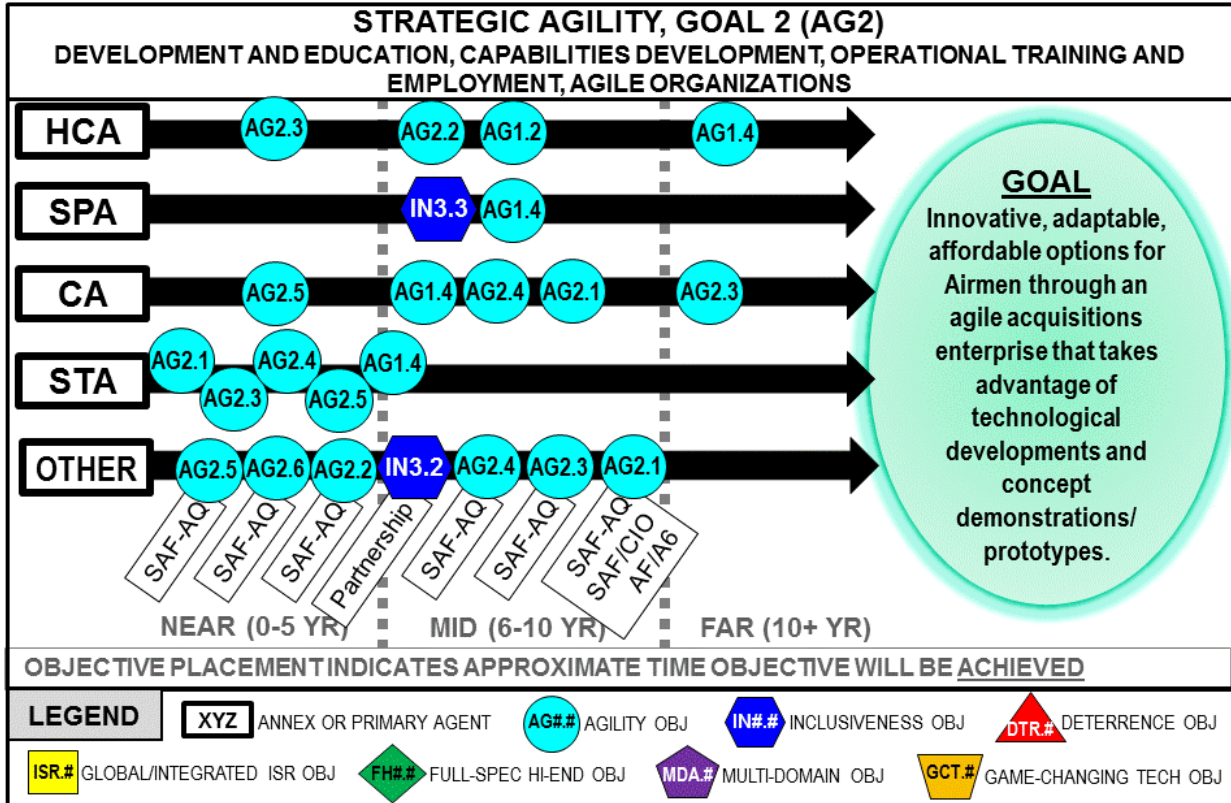 STRATEGIC AGILITY, GOAL 2 (AG2)
DEVELOPMENT AND EDUCATION, CAPABILITIES DEVELOPMENT, OPERATIONAL TRAINING AND
EMPLOYMENT, AGILE ORGANIZATIONS
HCA
AG2.3
AG2.2
AG1.2
AG1.4
SPA
IN3.3
AG1.4
CA
AG2.5
AG1.4
AG2.4
AG2.1
AG2.3
STA
AG2.1
AG2.3
AG2.4
AG2.5
AG1.4
OTHER
AG2.5
AG2.6
AG2.2
IN3.2
AG2.4
AG2.3
AG2.1
SAF-AQ
SAF-AQ
SAF-AQ
Partnership
SAF-AQ
SAF-AQ
SAF-AQ
SAF/CIO
AF/A6
NEAR (0-5 YR)
MID (6-10 YR)
FAR (10+ YR)
GOAL
Innovative, adaptable,
affordable options for
Airmen through an
agile acquisitions
enterprise that takes
advantage of
technological
developments and
concept
demonstrations/
prototypes.
OBJECTIVE PLACEMENT INDICATES APPROXIMATE TIME OBJECTIVE WILL BE ACHIEVED
LEGEND
XYZ ANNEX OR PRIMARY AGENT
AG#.# AGILITY OBJ
IN#.# INCLUSIVENESS OBJ
DTR.# DETERRENCE OBJ
ISR.# GLOBAL/INTEGRATED ISR OBJ
FH#.# FULL-SPEC HI-END OBJ
MDA.# MULTI-DOMAIN OBJ
GCT.# GAME-CHANGING TECH OBJ